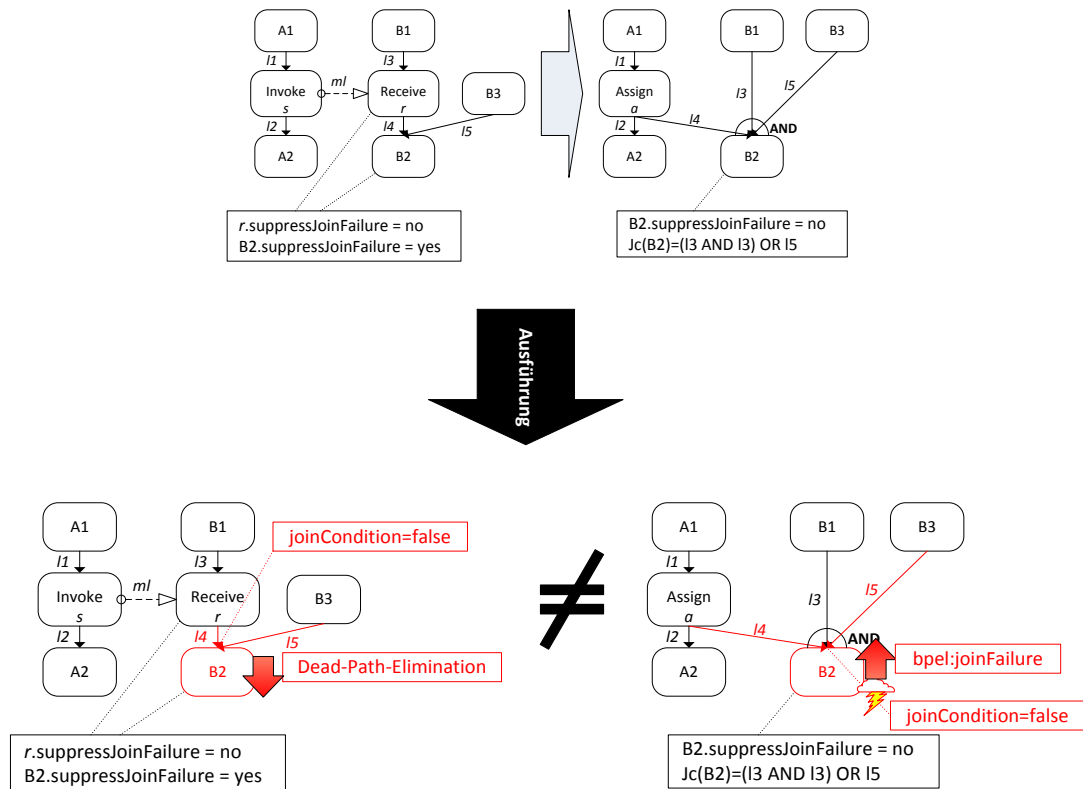 A1
B1
A1
B1
B3
l1
l3
l1
ml
Invoke
s
Receive
r
B3
Assign
a
l3
l5
l2
l4
l5
l2
l4
AND
A2
B2
A2
B2
r.suppressJoinFailure = no
B2.suppressJoinFailure = yes
B2.suppressJoinFailure = no
Jc(B2)=(l3 AND l3) OR l5
Ausführung
A1
B1
A1
B1
B3
joinCondition=false
l1
l3
l1
ml
Invoke
s
Receive
r
B3
Assign
a
l3
l5
l2
l4
l5
l2
l4
AND
A2
B2
Dead-Path-Elimination
A2
B2
bpel:joinFailure
joinCondition=false
r.suppressJoinFailure = no
B2.suppressJoinFailure = yes
B2.suppressJoinFailure = no
Jc(B2)=(l3 AND l3) OR l5